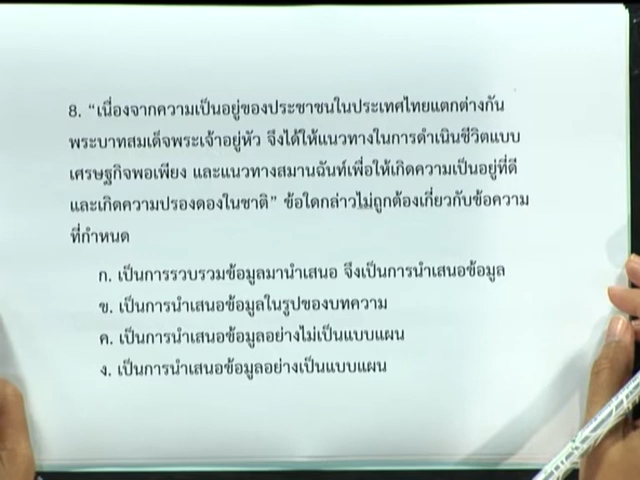 8. “เนื่องจากความเป็นอยู่ของประชาชนในประเทศไทยแตกต่างกัน
พระบาทสมเด็จพระเจ้าอยู่หัว จึงได้ให้แนวทางในการดำเนินชีวิตแบบ
เศรษฐกิจพอเพียง และแนวทางสมานฉันท์เพื่อให้เกิดความเป็นอยู่ที่ดี
และเกิดความปรองดองในชาติ” ข้อใดกล่าวไม่ถูกต้องเกี่ยวกับข้อความ
ที่กำหนด
ก. เป็นการรวบรวมข้อมูลมานำเสนอ จึงเป็นการนำเสนอข้อมูล
ข. เป็นการนำเสนอข้อมูลในรูปของบทความ
ค. เป็นการนำเสนอข้อมูลอย่างไม่เป็นแบบแผน
ง. เป็นการนำเสนอข้อมูลอย่างเป็นแบบแผน